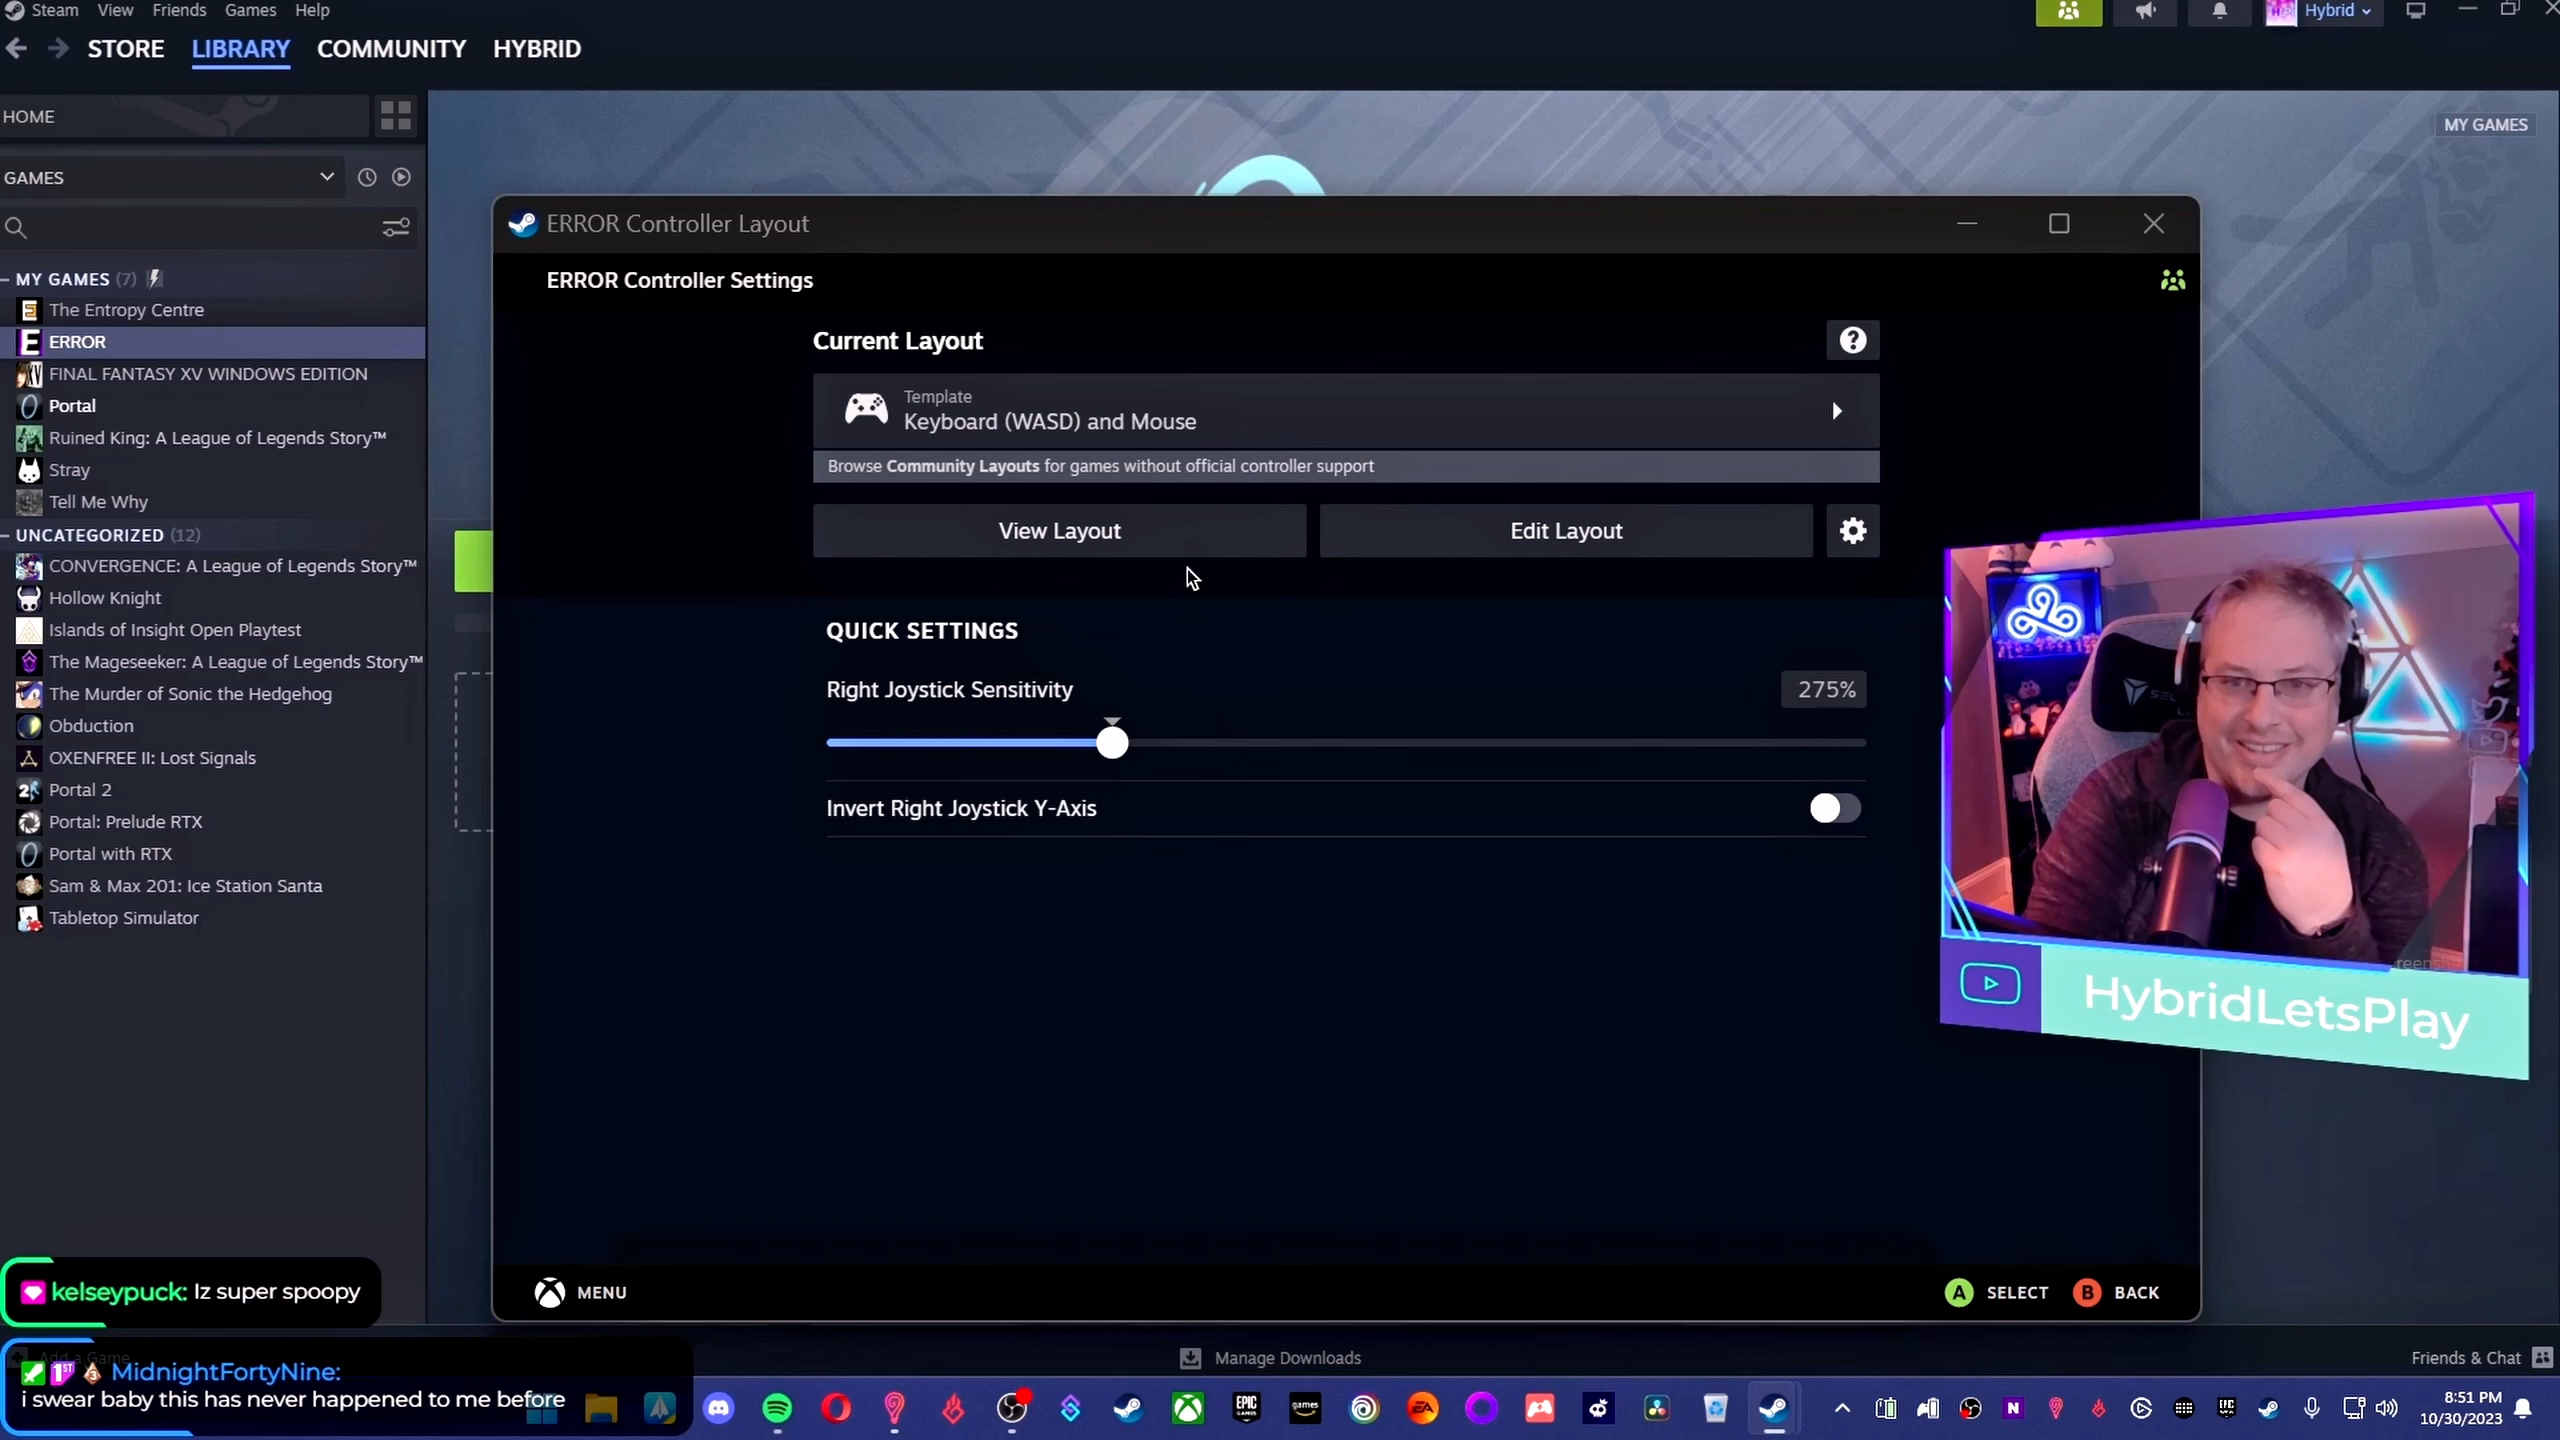 Steam View Friends Games Help
Hybrid
STORE LIBRARY COMMUNITY HYBRID
HOME
MY GAMES
GAMES
MY GAMES (7)
The Entropy Centre
ERROR
FINAL FANTASY XV WINDOWS EDITION
Portal
Ruined King: A League of Legends Story™
Stray
Tell Me Why
UNCATEGORIZED (12)
CONVERGENCE: A League of Legends Story™
Hollow Knight
Islands of Insight Open Playtest
The Mageseeker: A League of Legends Story™
The Murder of Sonic the Hedgehog
Obduction
OXENFREE II: Lost Signals
Portal 2
Portal: Prelude RTX
Portal with RTX
Sam & Max 201: Ice Station Santa
Tabletop Simulator
ERROR Controller Layout
ERROR Controller Settings
Current Layout
Template
Keyboard (WASD) and Mouse
Browse Community Layouts for games without official controller support
View Layout Edit Layout
QUICK SETTINGS
Right Joystick Sensitivity 275%
Invert Right Joystick Y-Axis
MENU
A SELECT B BACK
HybridLetsPlay
kelseypuck: Iz super spoopy
Add a Game
MidnightFortyNine:
i swear baby this has never happened to me before
Manage Downloads
Friends & Chat
EPIC GAMES
games
EA
N
8:51 PM
10/30/2023